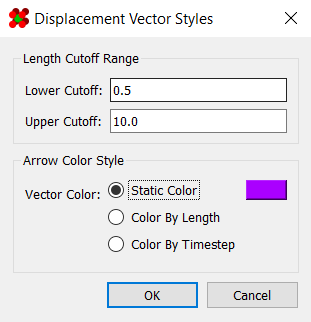 Displacement Vector Styles
Length Cutoff Range
Lower Cutoff: 0.5
Upper Cutoff: 10.0
Arrow Color Style
Vector Color: Static Color
Color By Length
Color By Timestep
OK Cancel